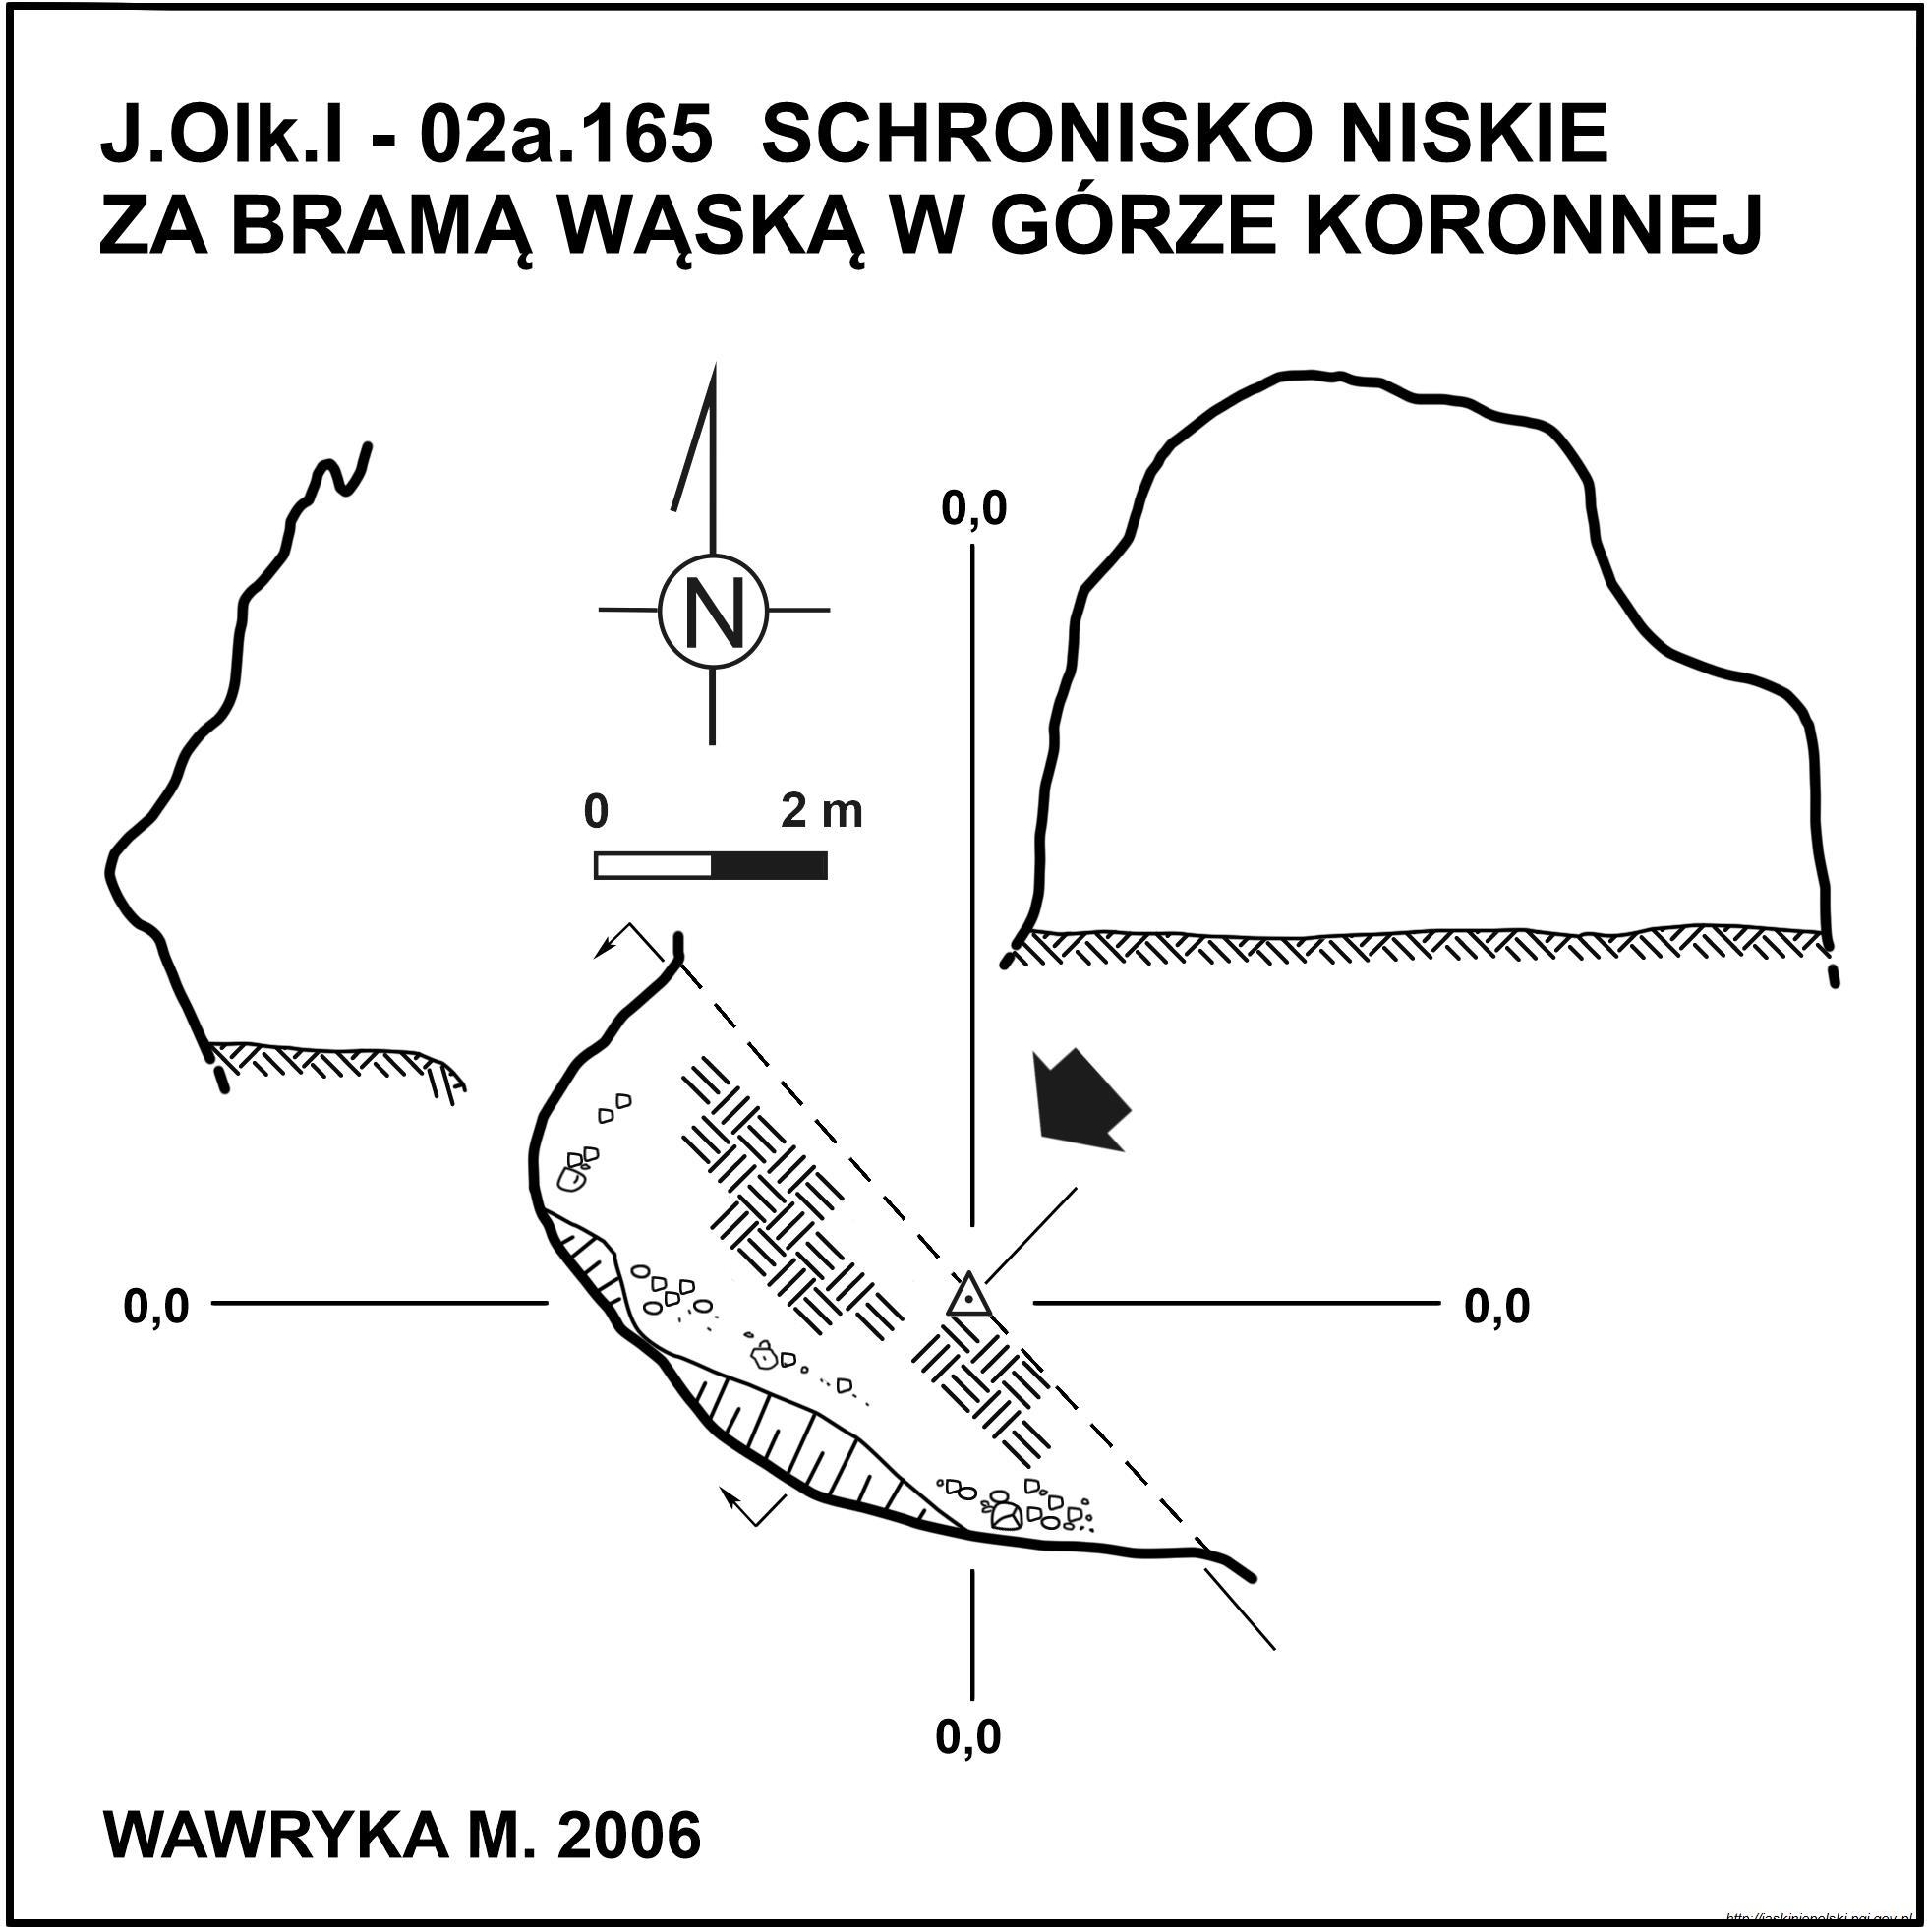 J.Olk.I - 02a.165 SCHRONISKO NISKIE
ZA BRAMĄ WĄSKĄ W GÓRZE KORONNEJ
0,0
N
0 2 m
0,0
0,0
0,0
WAWRYKA M. 2006
http://jaskiniepolski.pgi.gov.pl